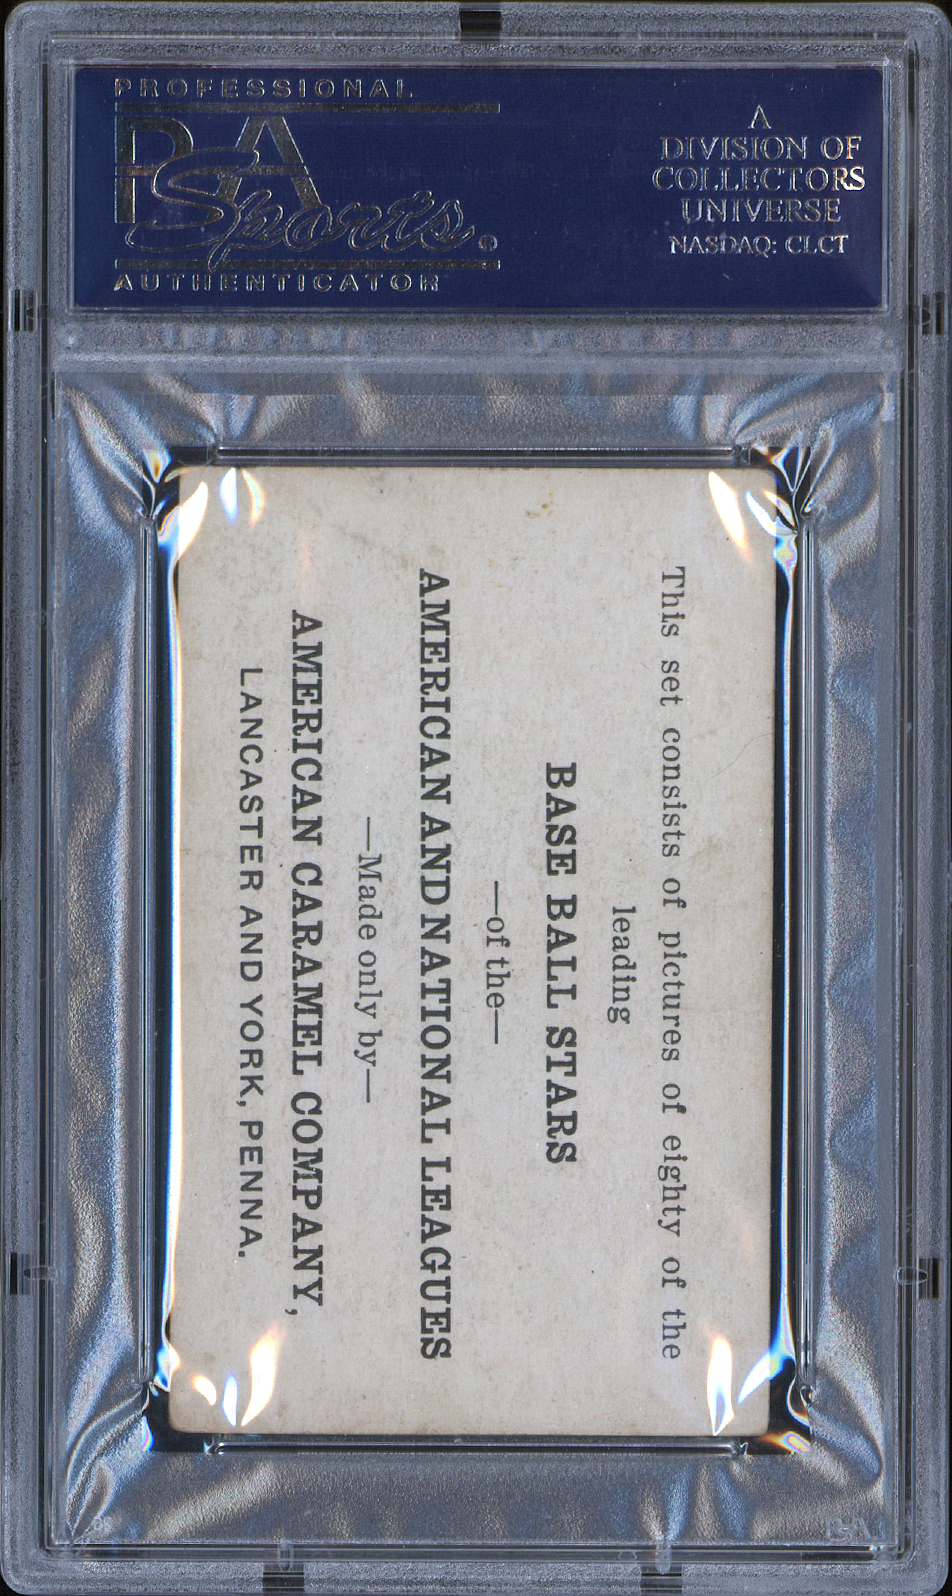 PROFESSIONAL
PSA
Sports
AUTHENTICATOR
A
DIVISION OF
COLLECTORS
UNIVERSE
NASDAQ: CLCT
This set consists of pictures of eighty of the
leading
BASE BALL STARS
—of the—
AMERICAN AND NATIONAL LEAGUES
—Made only by—
AMERICAN CARAMEL COMPANY,
LANCASTER AND YORK, PENNA.